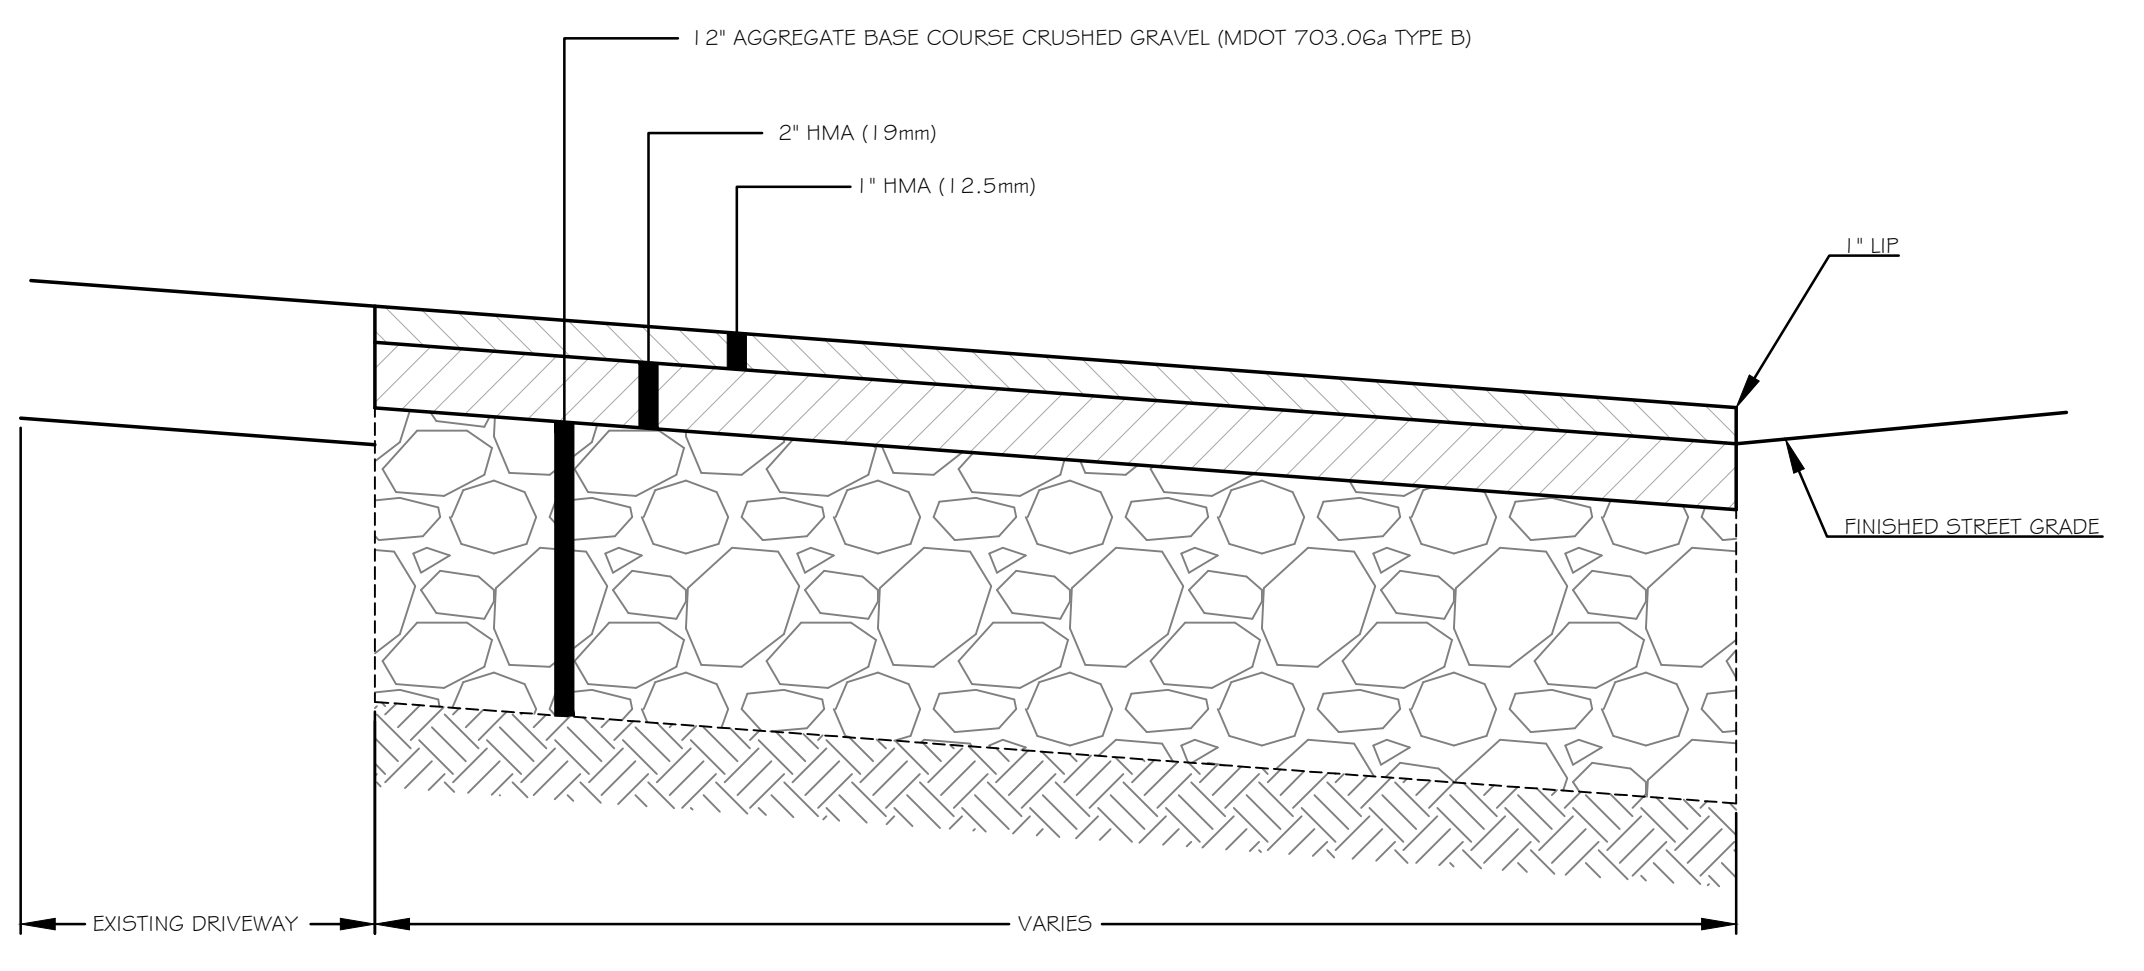 12" AGGREGATE BASE COURSE CRUSHED GRAVEL (MDOT 703.06a TYPE B)
2" HMA (19mm)
1" HMA (12.5mm)
1" LIP
FINISHED STREET GRADE
EXISTING DRIVEWAY
VARIES